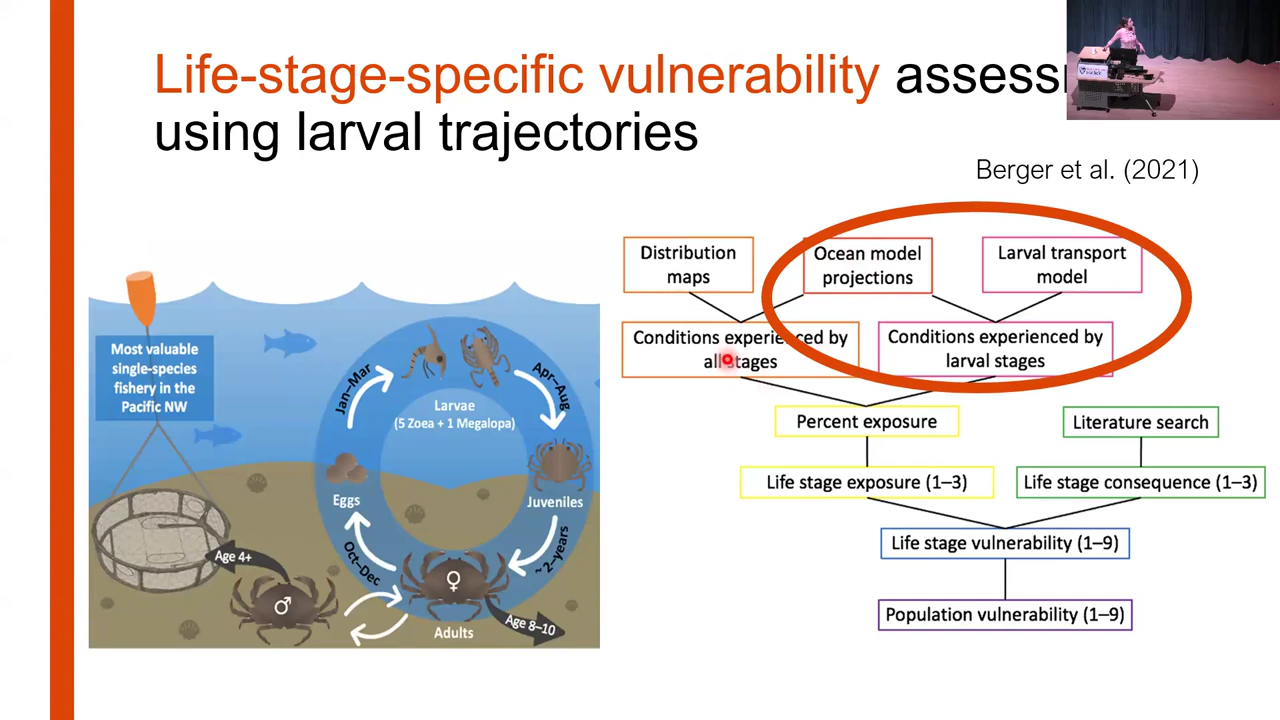 Life-stage-specific vulnerability
using larval trajectories
Berger et al. (2021)
Most valuable
single-species
fishery in the
Pacific NW
Jan–Mar
Apr–Aug
Larvae
(5 Zoea + 1 Megalopa)
Eggs
Juveniles
Oct–Dec
~ 2-years
Age 4+
♂
♀
Adults
Age 8–10
Distribution
maps
Ocean model
projections
Larval transport
model
Conditions experienced by
all stages
Conditions experienced by
larval stages
Percent exposure
Literature search
Life stage exposure (1–3)
Life stage consequence (1–3)
Life stage vulnerability (1–9)
Population vulnerability (1–9)